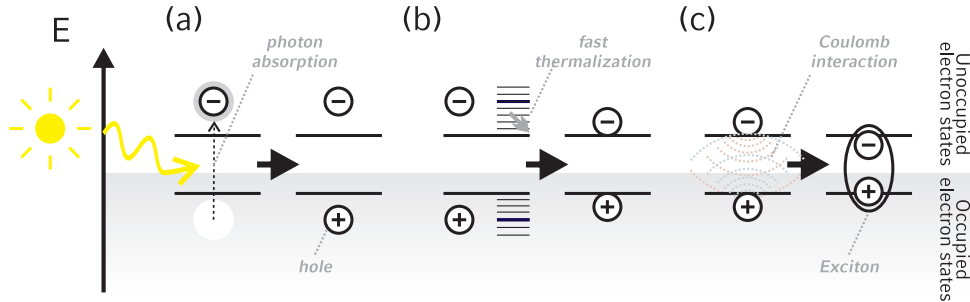 E
(a)
photon
absorption
hole
(b)
fast
thermalization
(c)
Coulomb
interaction
Exciton
Unoccupied
electron states
Occupied
electron states